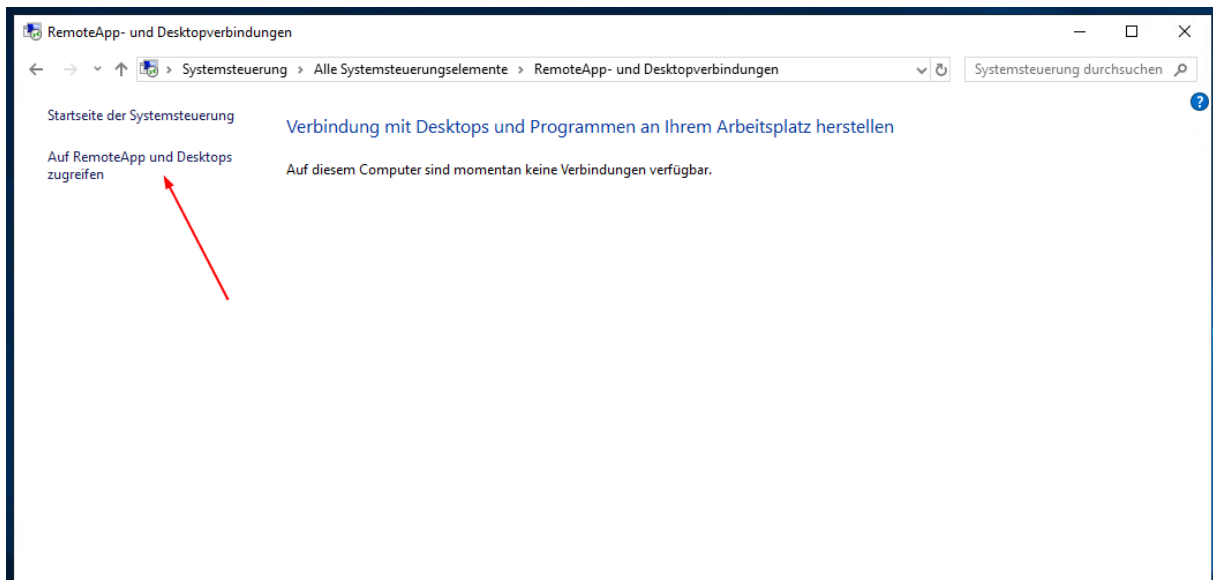 RemoteApp- und Desktopverbindungen
Systemsteuerung > Alle Systemsteuerungselemente > RemoteApp- und Desktopverbindungen
Systemsteuerung durchsuchen
?
Startseite der Systemsteuerung
Auf RemoteApp und Desktops
zugreifen
Verbindung mit Desktops und Programmen an Ihrem Arbeitsplatz herstellen
Auf diesem Computer sind momentan keine Verbindungen verfügbar.